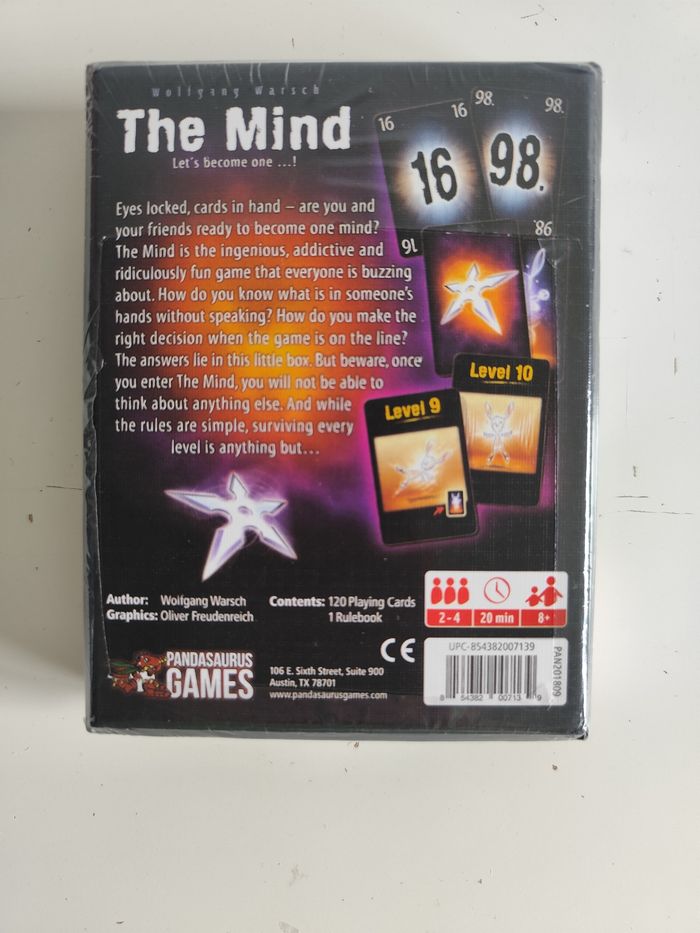 Wolfgang Warsch
The Mind
Let's become one ...!
16
16
98.
98.
16
98.
16
98.
Eyes locked, cards in hand – are you and
your friends ready to become one mind?
The Mind is the ingenious, addictive and
ridiculously fun game that everyone is buzzing
about. How do you know what is in someone's
hands without speaking? How do you make the
right decision when the game is on the line?
The answers lie in this little box. But beware, once
you enter The Mind, you will not be able to
think about anything else. And while
the rules are simple, surviving every
level is anything but...
Level 10
Level 9
Author: Wolfgang Warsch
Graphics: Oliver Freudenreich
Contents: 120 Playing Cards
1 Rulebook
2-4
20 min
8+
PANDASAURUS
GAMES
106 E. Sixth Street, Suite 900
Austin, TX 78701
www.pandasaurusgames.com
CE
UPC-854382007139
8 54382 00713 9
PAN201809